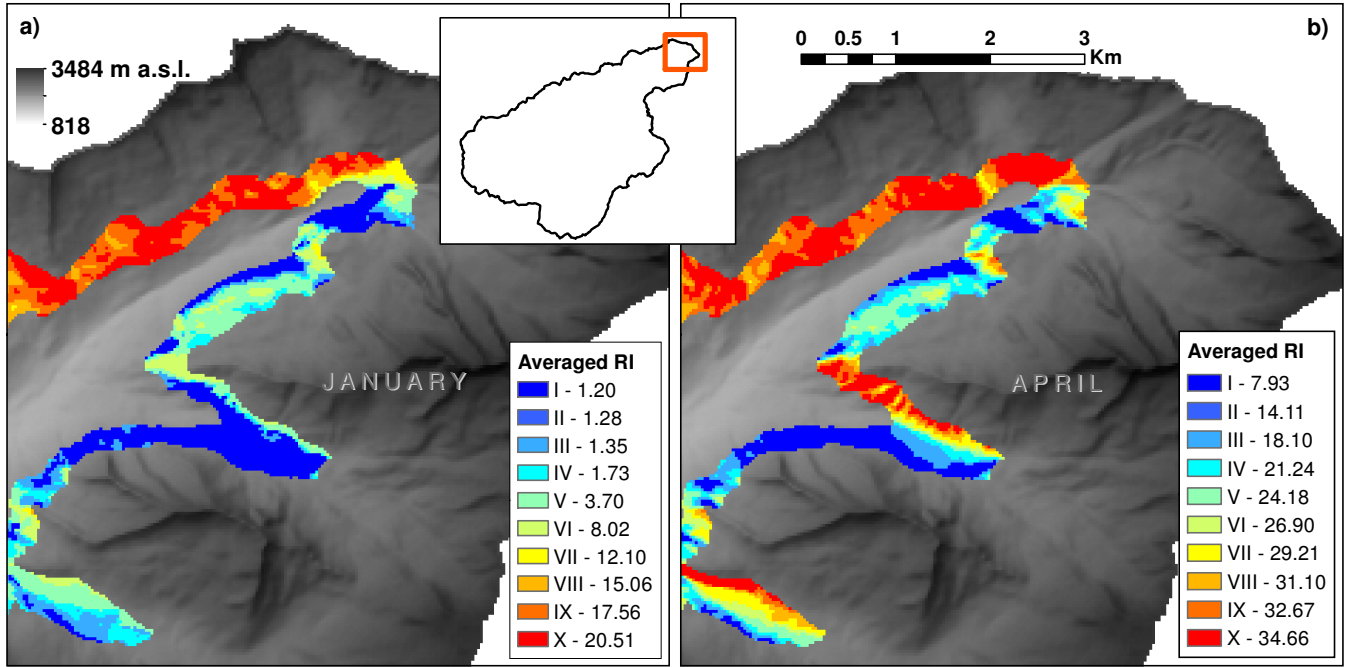 a)
3484 m a.s.l.
818
JANUARY
Averaged RI
I - 1.20
II - 1.28
III - 1.35
IV - 1.73
V - 3.70
VI - 8.02
VII - 12.10
VIII - 15.06
IX - 17.56
X - 20.51
b)
0 0.5 1 2 3
Km
APRIL
Averaged RI
I - 7.93
II - 14.11
III - 18.10
IV - 21.24
V - 24.18
VI - 26.90
VII - 29.21
VIII - 31.10
IX - 32.67
X - 34.66